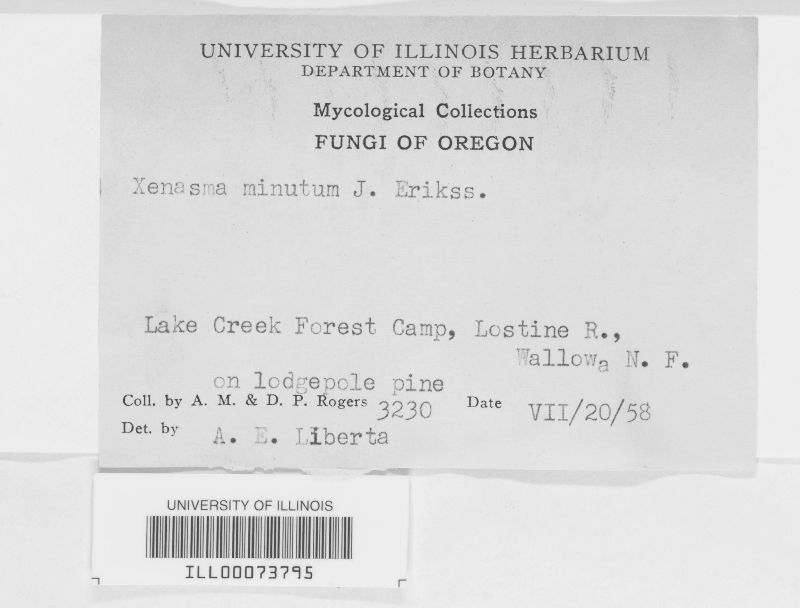 UNIVERSITY OF ILLINOIS HERBARIUM
DEPARTMENT OF BOTANY
Mycological Collections
FUNGI OF OREGON
Xenasma minutum J. Erikss.
Lake Creek Forest Camp, Lostine R.,
Wallowa N. F.
on lodgepole pine
Coll. by A. M. & D. P. Rogers 3230 Date VII/20/58
Det. by A. E. Liberta
UNIVERSITY OF ILLINOIS
ILL00073795